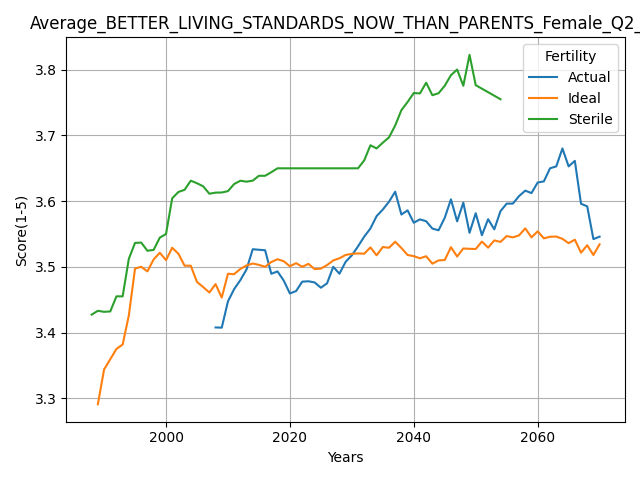 Average_BETTER_LIVING_STANDARDS_NOW_THAN_PARENTS_Female_Q2_
Fertility
Actual
Ideal
Sterile
3.8
3.7
3.6
3.5
3.4
3.3
Score(1-5)
2000
2020
2040
2060
Years